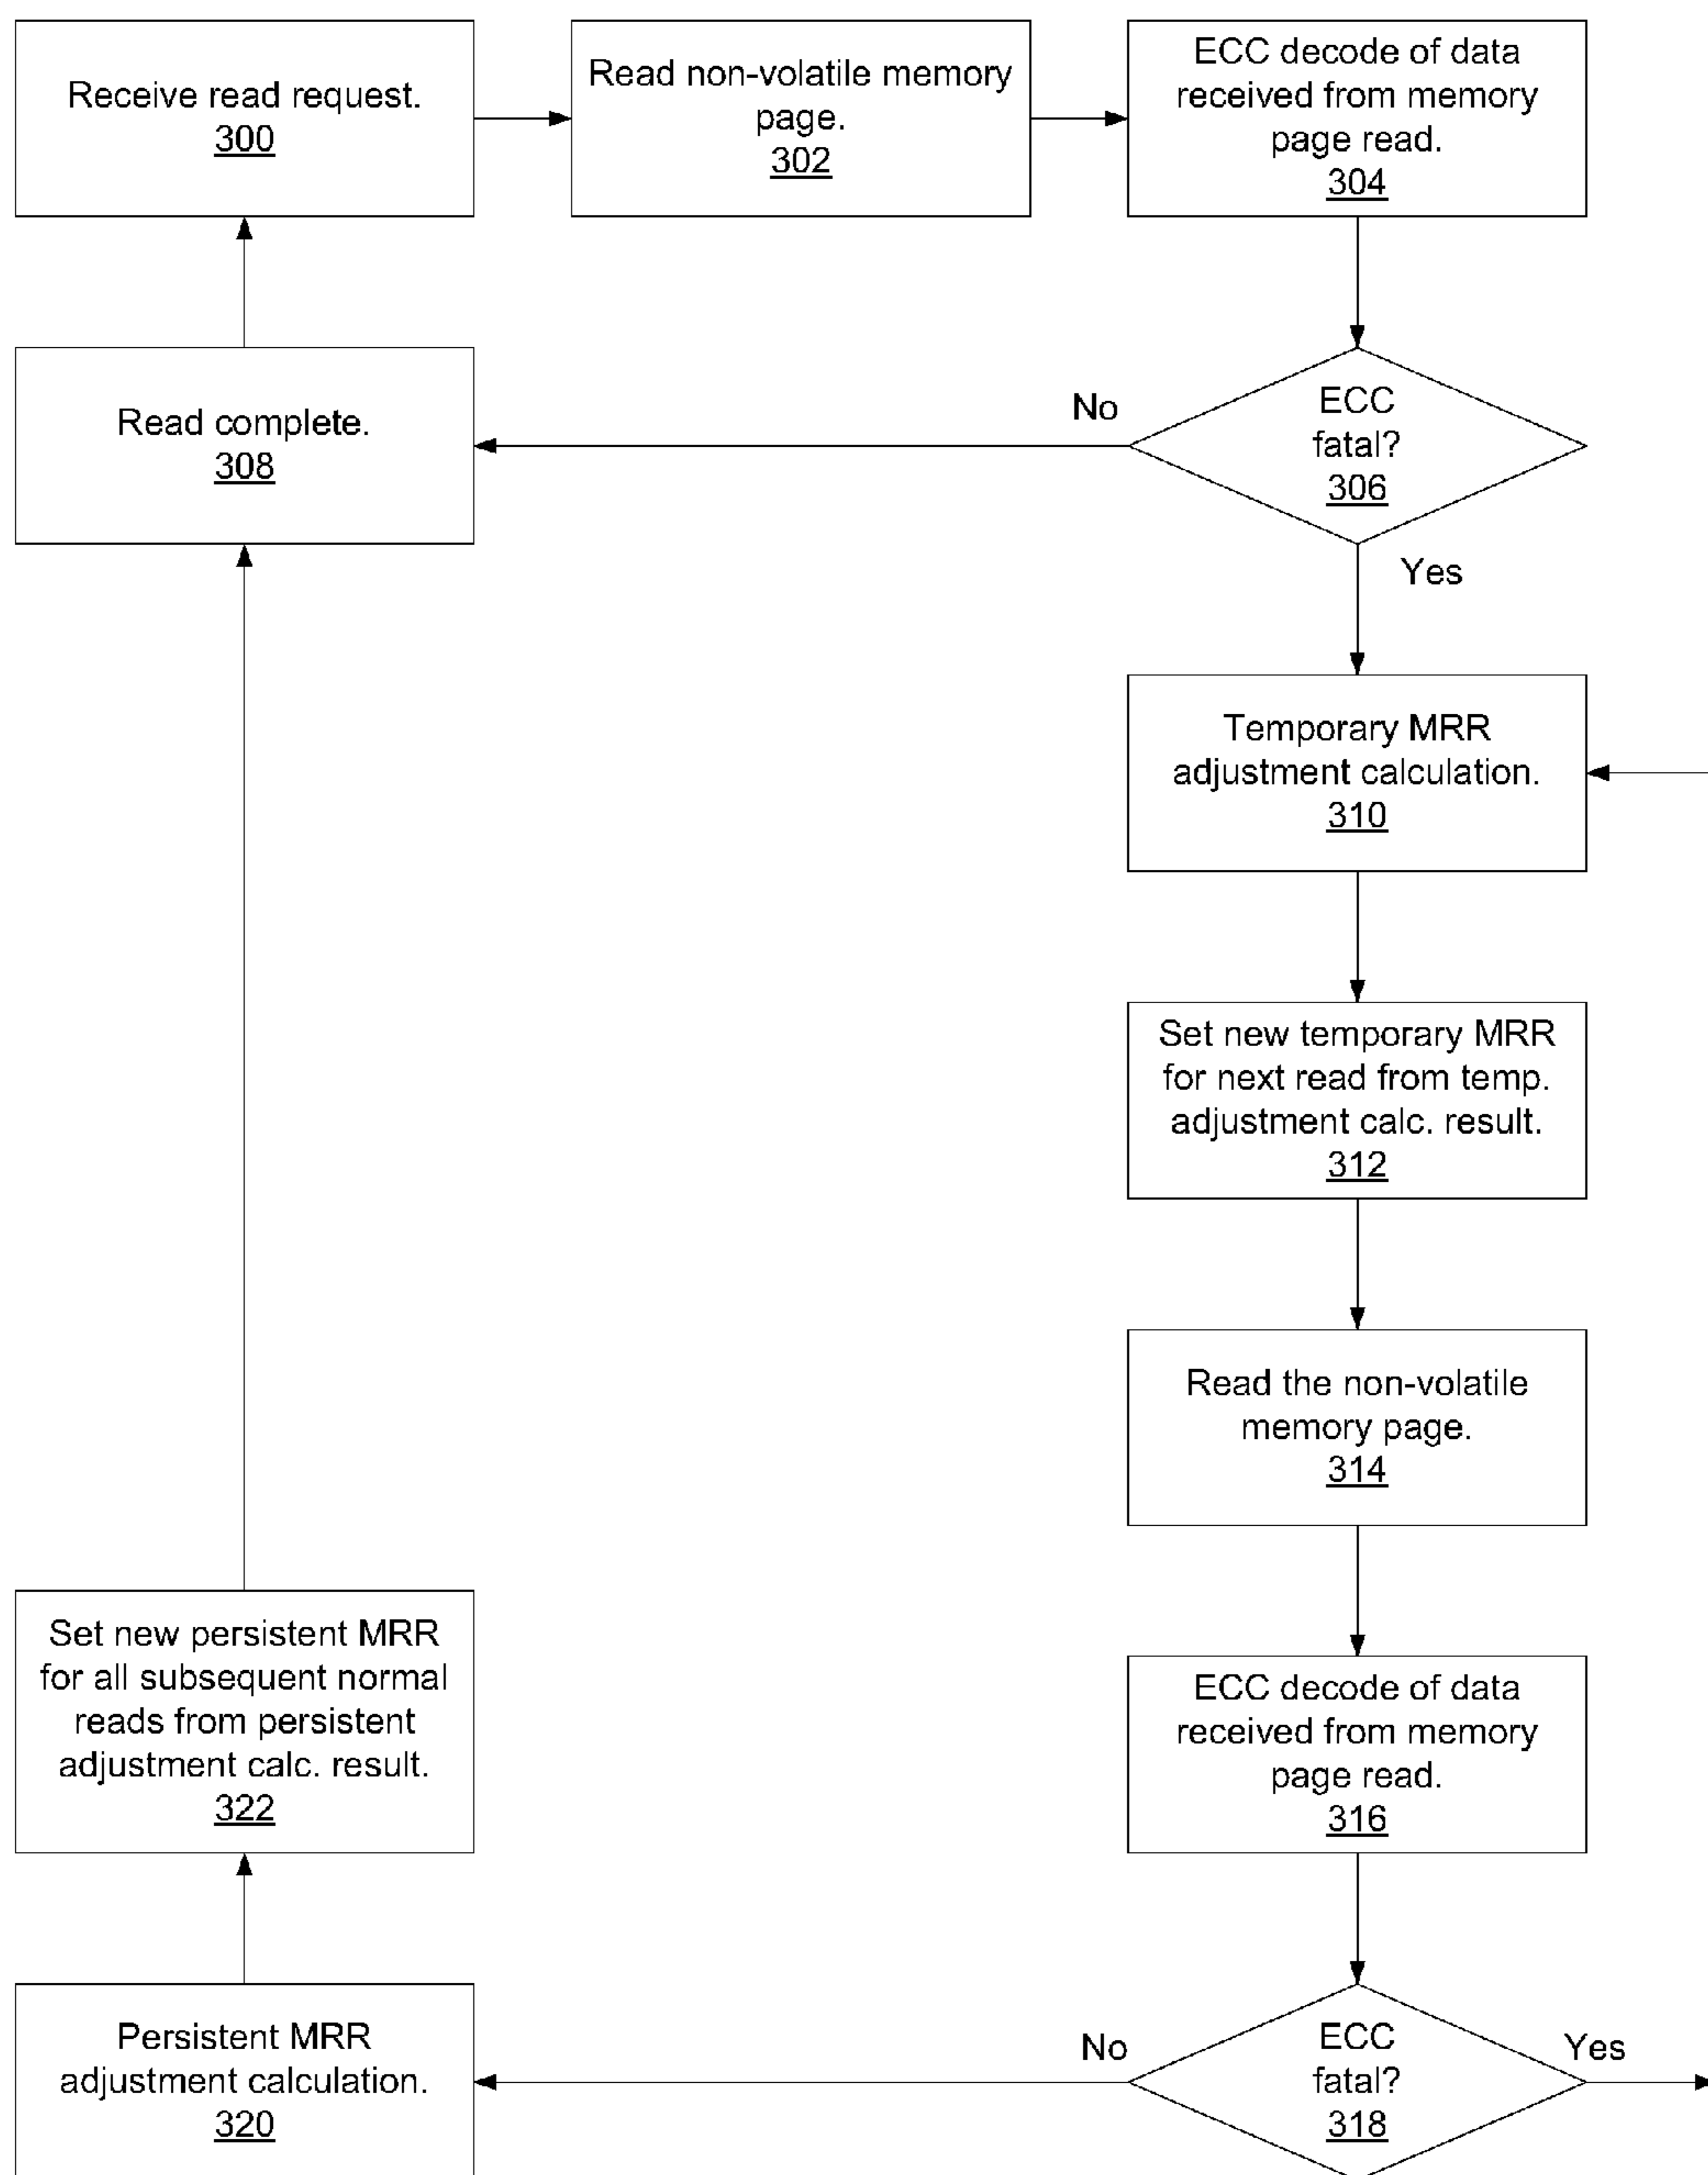 Receive read request.
300
Read non-volatile memory
page.
302
ECC decode of data
received from memory
page read.
304
Read complete.
308
No
ECC
fatal?
306
Yes
Temporary MRR
adjustment calculation.
310
Set new temporary MRR
for next read from temp.
adjustment calc. result.
312
Read the non-volatile
memory page.
314
Set new persistent MRR
for all subsequent normal
reads from persistent
adjustment calc. result.
322
ECC decode of data
received from memory
page read.
316
Persistent MRR
adjustment calculation.
320
No
ECC
fatal?
318
Yes